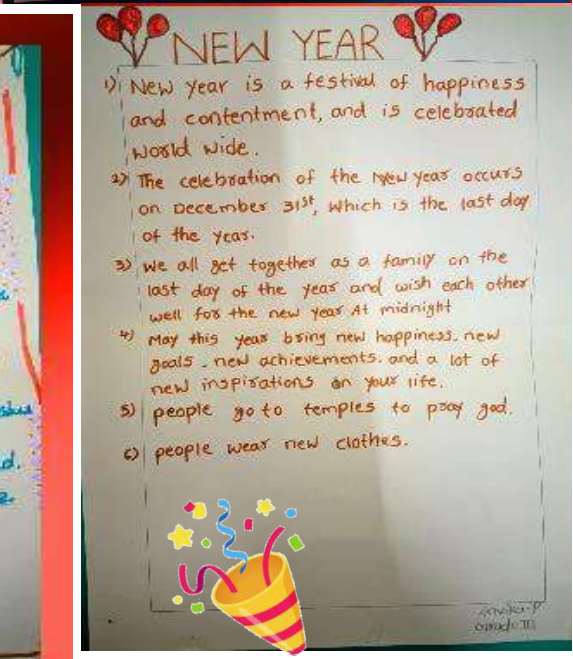 NEW YEAR
1) New year is a festival of happiness
and contentment, and is celebrated
world wide.
2) The celebration of the New year occurs
on December 31st, which is the last day
of the year.
3) we all get together as a family on the
last day of the year and wish each other
well for the new year At midnight
4) May this year bring new happiness. new
goals. new achievements. and a lot of
new inspirations in your life.
5) people go to temples to pray god.
6) people wear new clothes.